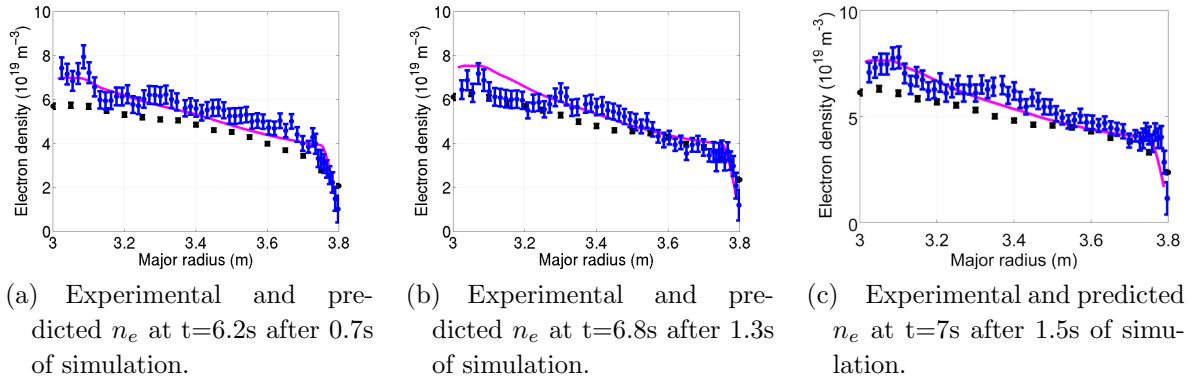 10
8
6
4
2
0
Electron density (10^19 m^-3)
3 3.2 3.4 3.6 3.8
Major radius (m)
(a) Experimental and pre-
dicted n_e at t=6.2s after 0.7s
of simulation.
10
8
6
4
2
0
Electron density (10^19 m^-3)
3 3.2 3.4 3.6 3.8
Major radius (m)
(b) Experimental and pre-
dicted n_e at t=6.8s after 1.3s
of simulation.
10
5
0
Electron density (10^19 m^-3)
3 3.2 3.4 3.6 3.8
Major radius (m)
(c) Experimental and predicted
n_e at t=7s after 1.5s of simu-
lation.